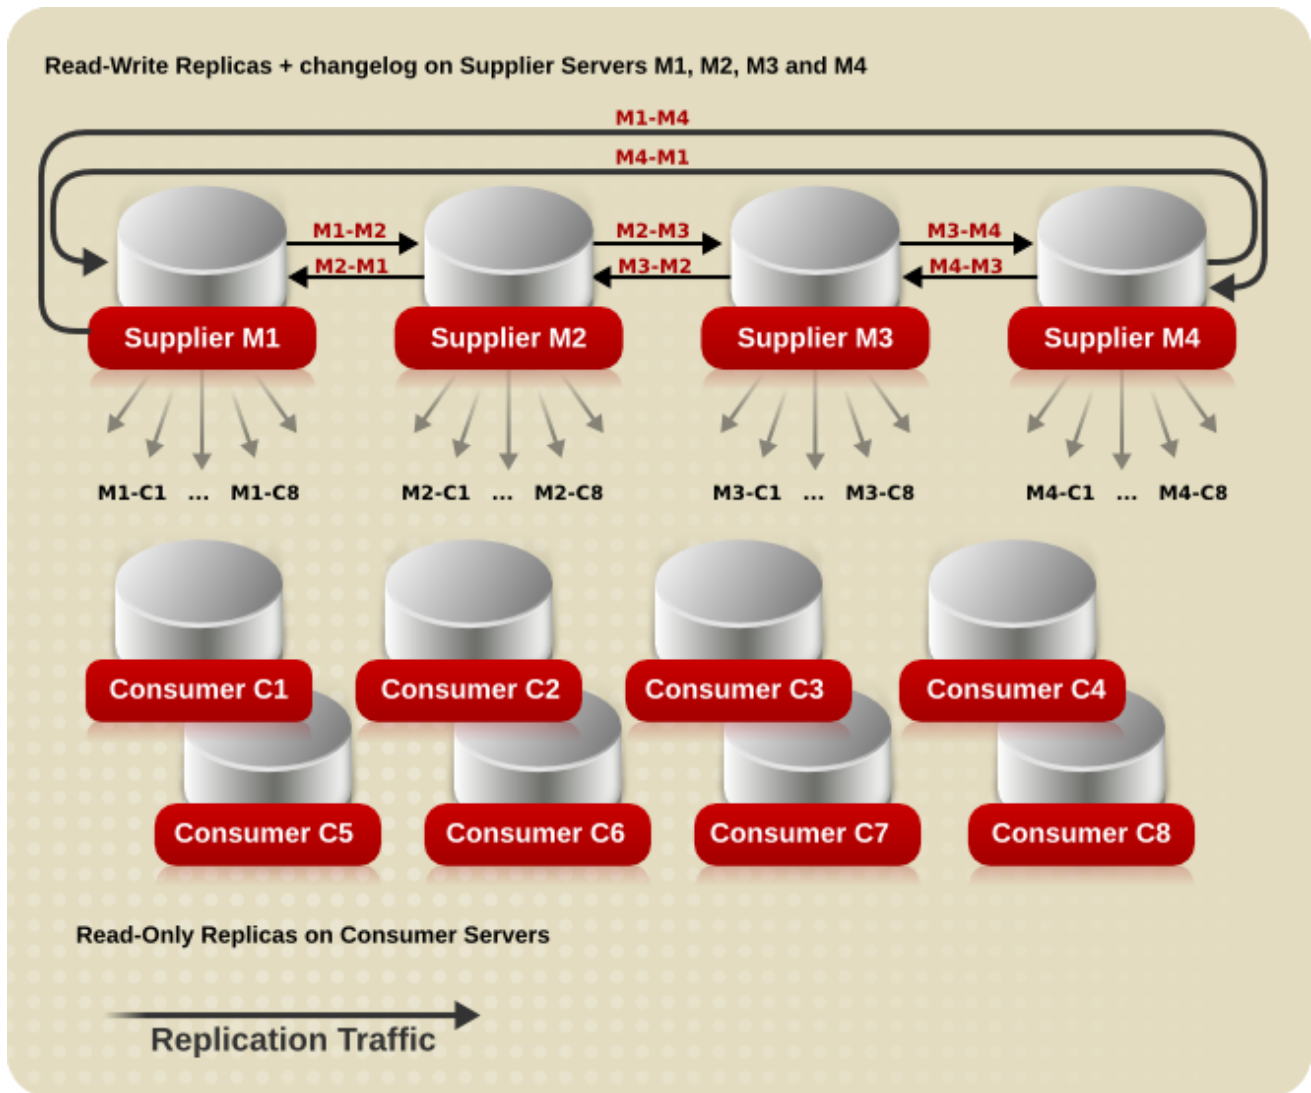 Read-Write Replicas + changelog on Supplier Servers M1, M2, M3 and M4
M1-M4
M4-M1
M1-M2
M2-M3
M3-M4
M2-M1
M3-M2
M4-M3
Supplier M1
Supplier M2
Supplier M3
Supplier M4
M1-C1 ... M1-C8
M2-C1 ... M2-C8
M3-C1 ... M3-C8
M4-C1 ... M4-C8
Consumer C1
Consumer C2
Consumer C3
Consumer C4
Consumer C5
Consumer C6
Consumer C7
Consumer C8
Read-Only Replicas on Consumer Servers
Replication Traffic